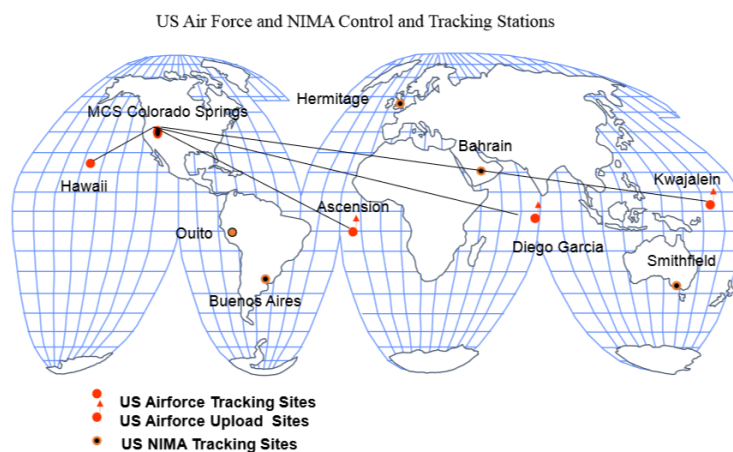 US Air Force and NIMA Control and Tracking Stations
Hermitage
MCS Colorado Springs
Bahrain
Kwajalein
Hawaii
Ascension
Ouito
Diego Garcia
Smithfield
Buenos Aires
US Airforce Tracking Sites
US Airforce Upload Sites
US NIMA Tracking Sites